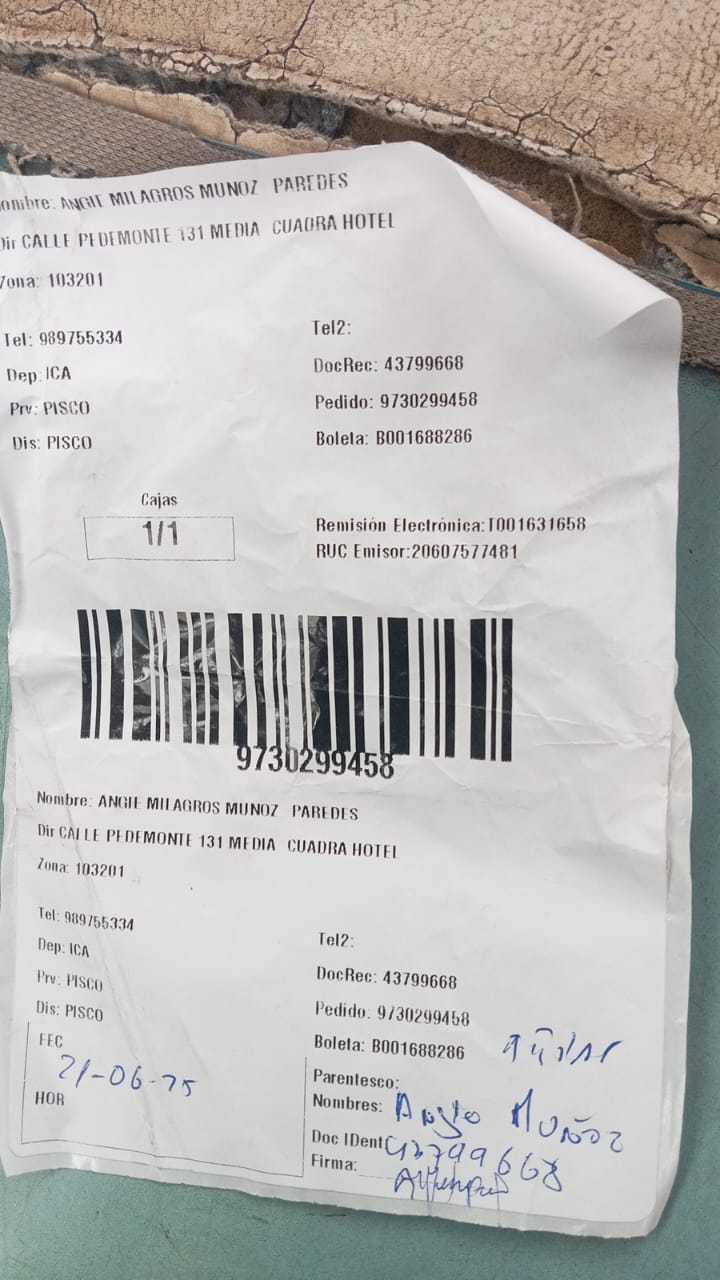 ombre: ANGIE MILAGROS MUNOZ PAREDES
Dir CALLE PEDEMONTE 131 MEDIA CUADRA HOTEL
Zona: 103201
Tel: 989755334
Tel2:
Dep: ICA
DocRec: 43799668
Prv: PISCO
Pedido: 9730299458
Dis: PISCO
Boleta: B001688286
Cajas
1/1
Remisión Electrónica:T001631658
RUC Emisor:20607577481
9730299458
Nombre: ANGIE MILAGROS MUNOZ PAREDES
Dir CALLE PEDEMONTE 131 MEDIA CUADRA HOTEL
Zona: 103201
Tel: 989755334
Tel2:
Dep: ICA
DocRec: 43799668
Prv: PISCO
Pedido: 9730299458
Dis: PISCO
Boleta: B001688286
FEC
21-06-25
HOR
Parentesco:
Nombres: Angie Muñoz
Doc IDent 43799668
Firma: